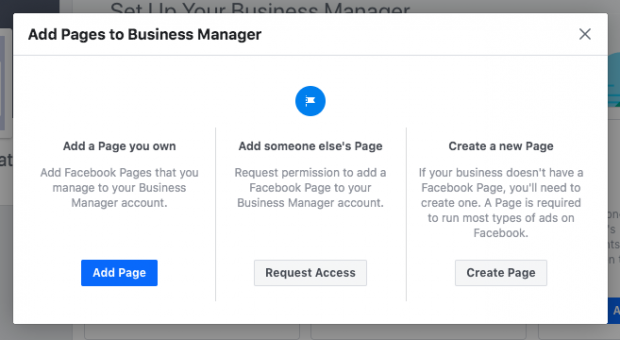 Set Up Your Business Manager
Add Pages to Business Manager
Add a Page you own
Add Facebook Pages that you
manage to your Business
Manager account.
Add Page
Add someone else's Page
Request permission to add a
Facebook Page to your
Business Manager account.
Request Access
Create a new Page
If your business doesn't have a
Facebook Page, you'll need to
create one. A Page is required
to run most types of ads on
Facebook.
Create Page